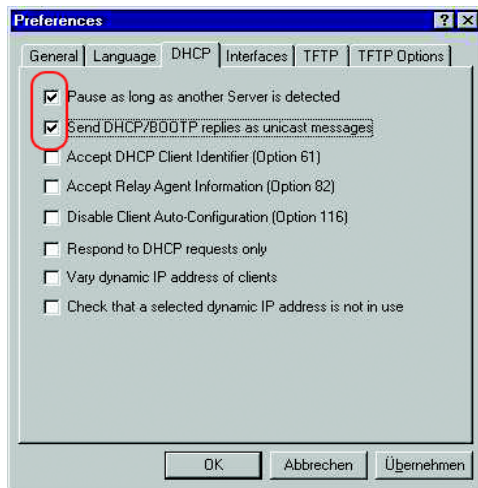 Preferences
General Language DHCP Interfaces TFTP TFTP Options
Pause as long as another Server is detected
Send DHCP/BOOTP replies as unicast messages
Accept DHCP Client Identifier (Option 61)
Accept Relay Agent Information (Option 82)
Disable Client Auto-Configuration (Option 116)
Respond to DHCP requests only
Vary dynamic IP address of clients
Check that a selected dynamic IP address is not in use
OK Abbrechen Übernehmen